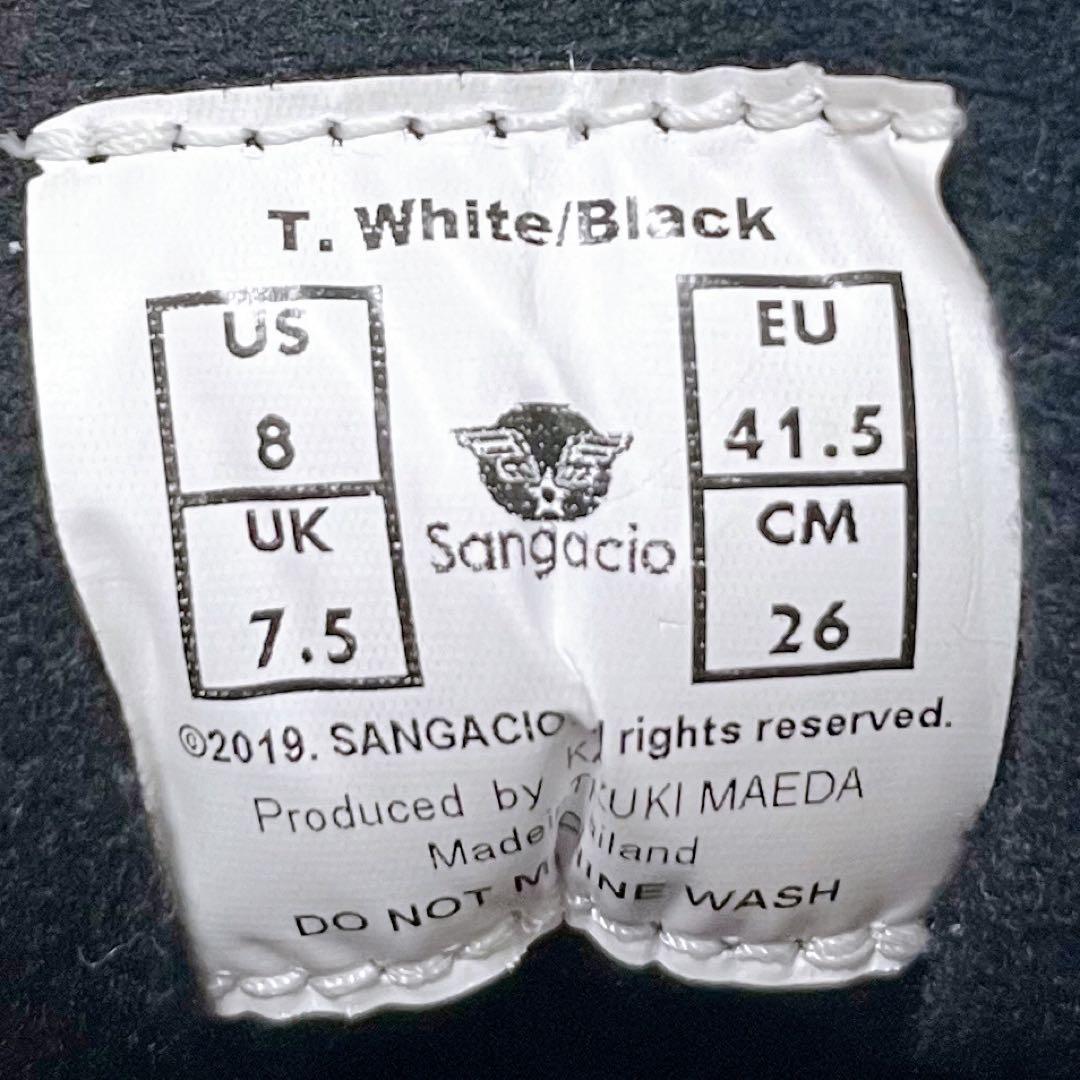 T. White/Black
US
8
UK
7.5
Sangacio
EU
41.5
CM
26
©2019. SANGACIO rights reserved.
Produced by MAEDA
Made
DO NOT WASH